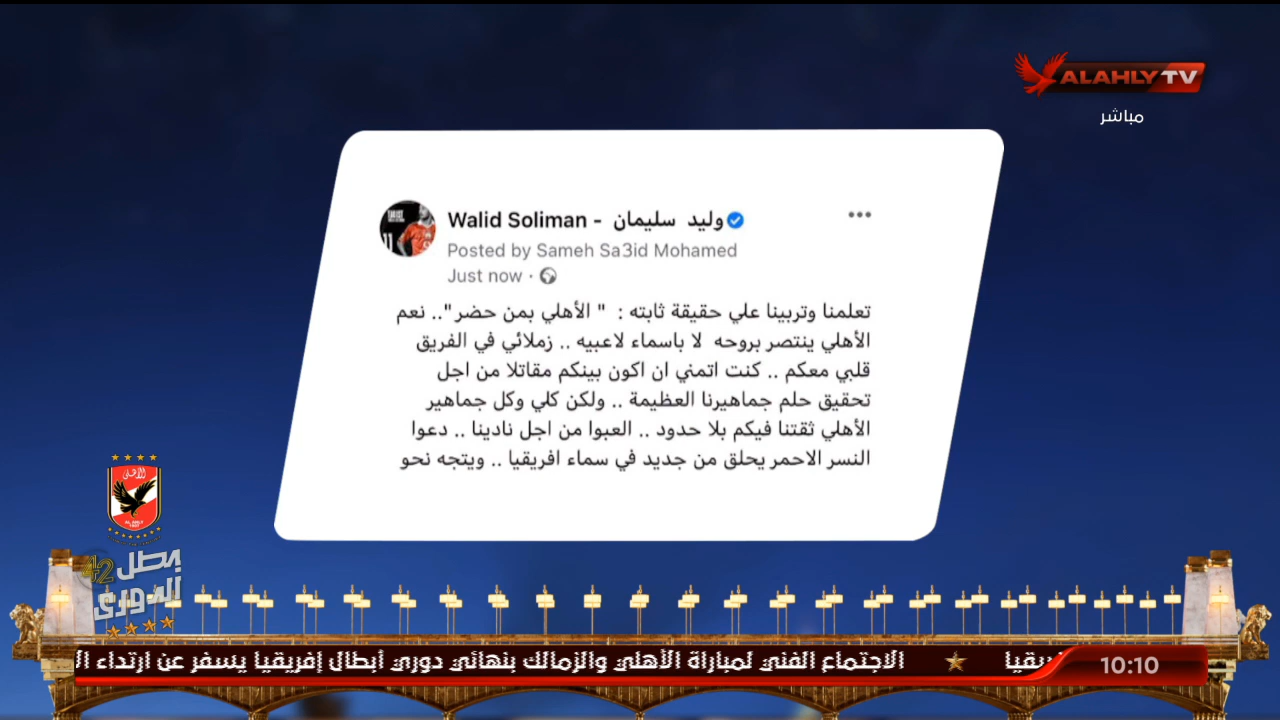 ALAHLY TV
مباشر
Walid Soliman - وليد سليمان
Posted by Sameh Sa3id Mohamed
Just now ·
تعلمنا وتربينا علي حقيقة ثابته : " الأهلي بمن حضر".. نعم
الأهلي ينتصر بروحه لا باسماء لاعبيه .. زملائي في الفريق
قلبي معكم .. كنت اتمني ان اكون بينكم مقاتلا من اجل
تحقيق حلم جماهيرنا العظيمة .. ولكن كلي وكل جماهير
الأهلي ثقتنا فيكم بلا حدود .. العبوا من اجل نادينا .. دعوا
النسر الاحمر يحلق من جديد في سماء افريقيا .. ويتجه نحو
الأهلي
AL AHLY
1907
بطل 42
الدوري
الاجتماع الفني لمباراة الأهلي والزمالك بنهائي دوري أبطال إفريقيا يسفر عن ارتداء
10:10